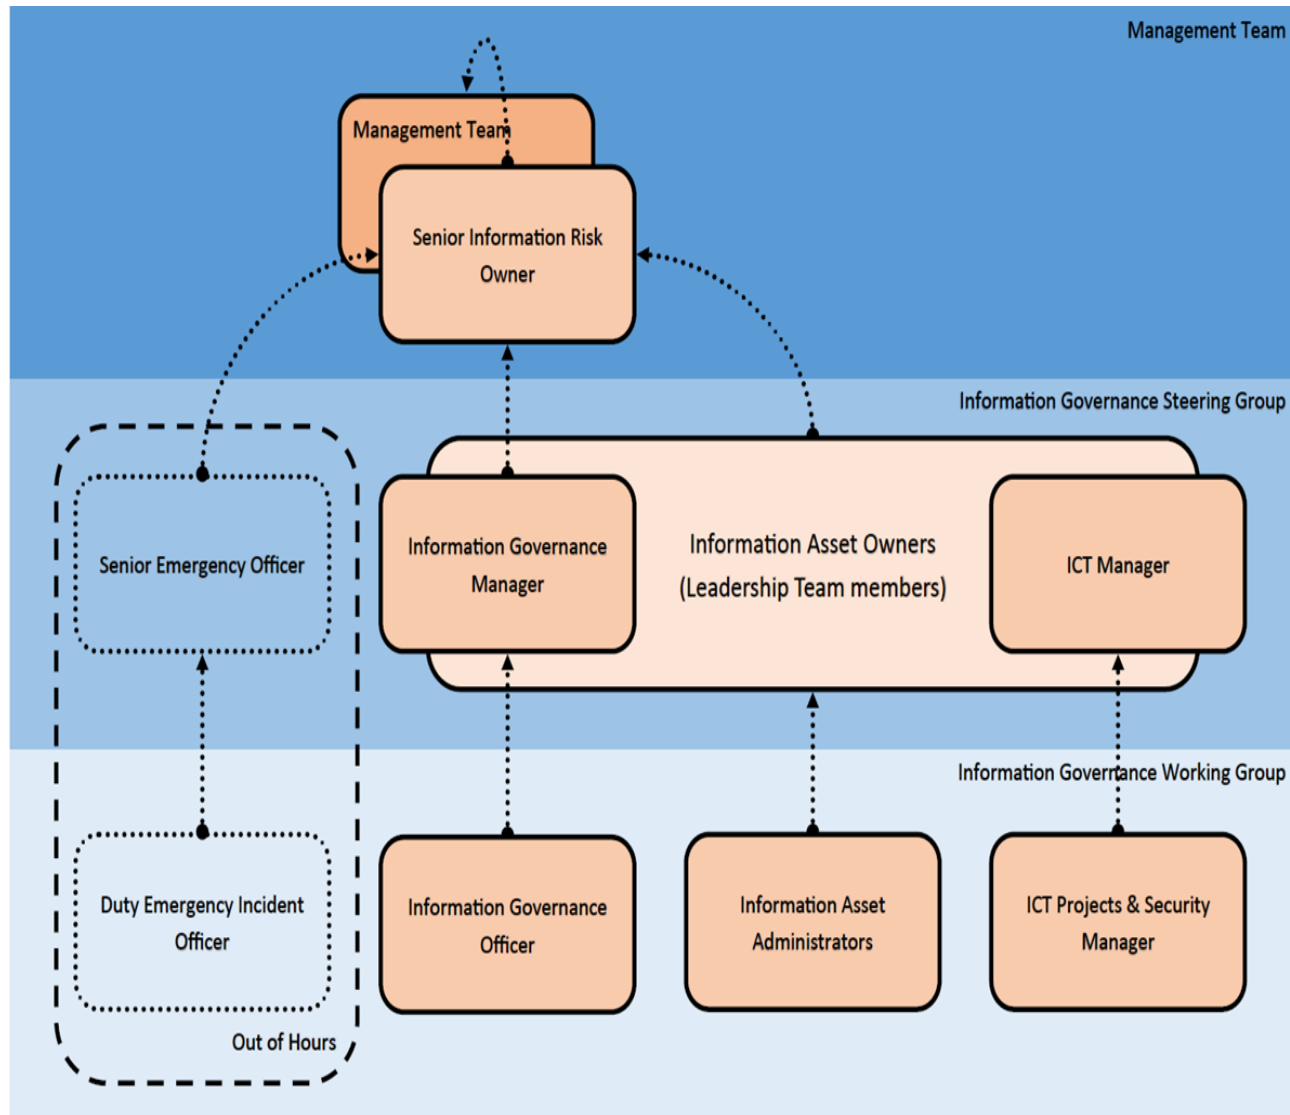 Management Team
Management Team
Senior Information Risk
Owner
Information Governance Steering Group
Senior Emergency Officer
Information Governance
Manager
Information Asset Owners
(Leadership Team members)
ICT Manager
Information Governance Working Group
Duty Emergency Incident
Officer
Information Governance
Officer
Information Asset
Administrators
ICT Projects & Security
Manager
Out of Hours